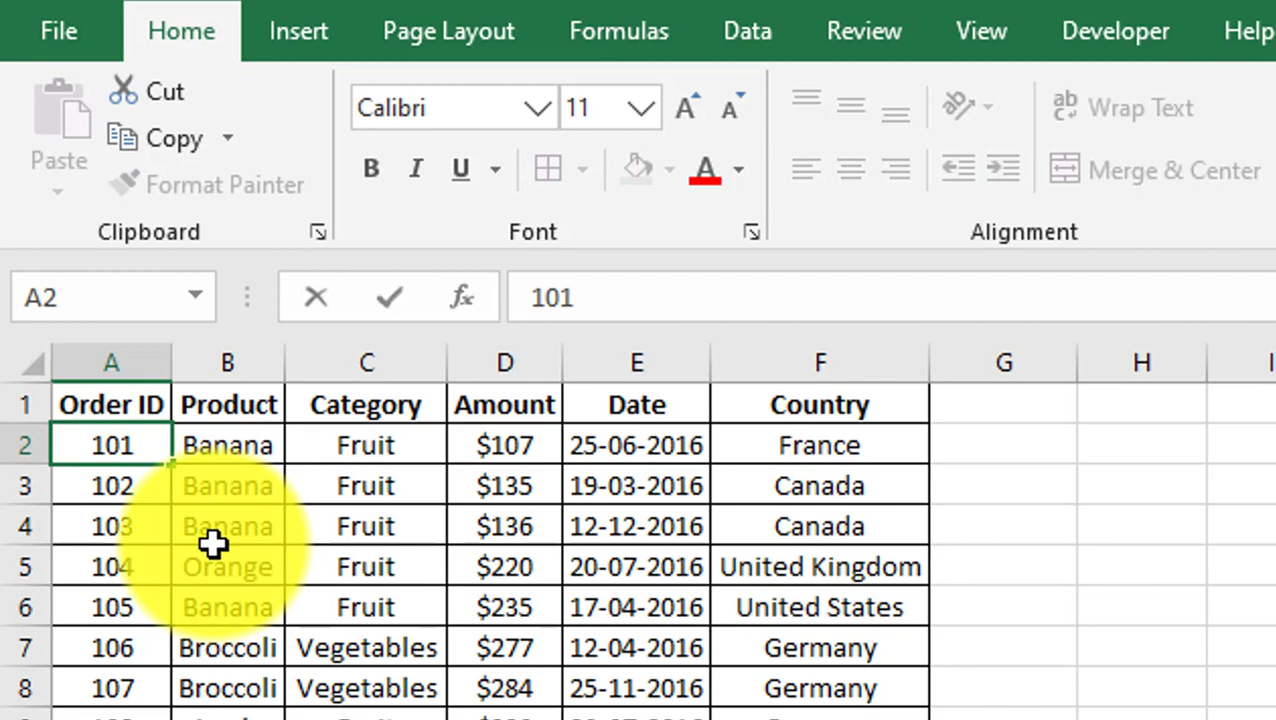 File Home Insert Page Layout Formulas Data Review View Developer Help
Cut
Copy
Paste
Format Painter
Calibri 11 A A
B I U A
ab Wrap Text
Merge & Center
Clipboard Font Alignment
A2 fx 101
A B C D E F G H I
1 Order ID Product Category Amount Date Country
2 101 Banana Fruit $107 25-06-2016 France
3 102 Banana Fruit $135 19-03-2016 Canada
4 103 Banana Fruit $136 12-12-2016 Canada
5 104 Orange Fruit $220 20-07-2016 United Kingdom
6 105 Banana Fruit $235 17-04-2016 United States
7 106 Broccoli Vegetables $277 12-04-2016 Germany
8 107 Broccoli Vegetables $284 25-11-2016 Germany